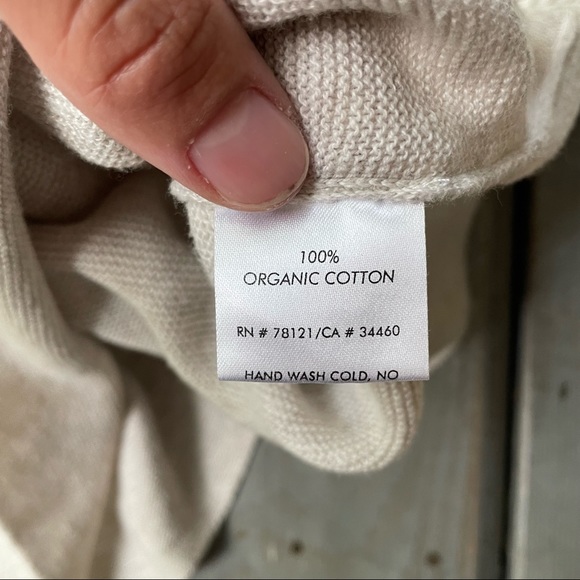 100%
ORGANIC COTTON
RN # 78121/CA # 34460
HAND WASH COLD, NO